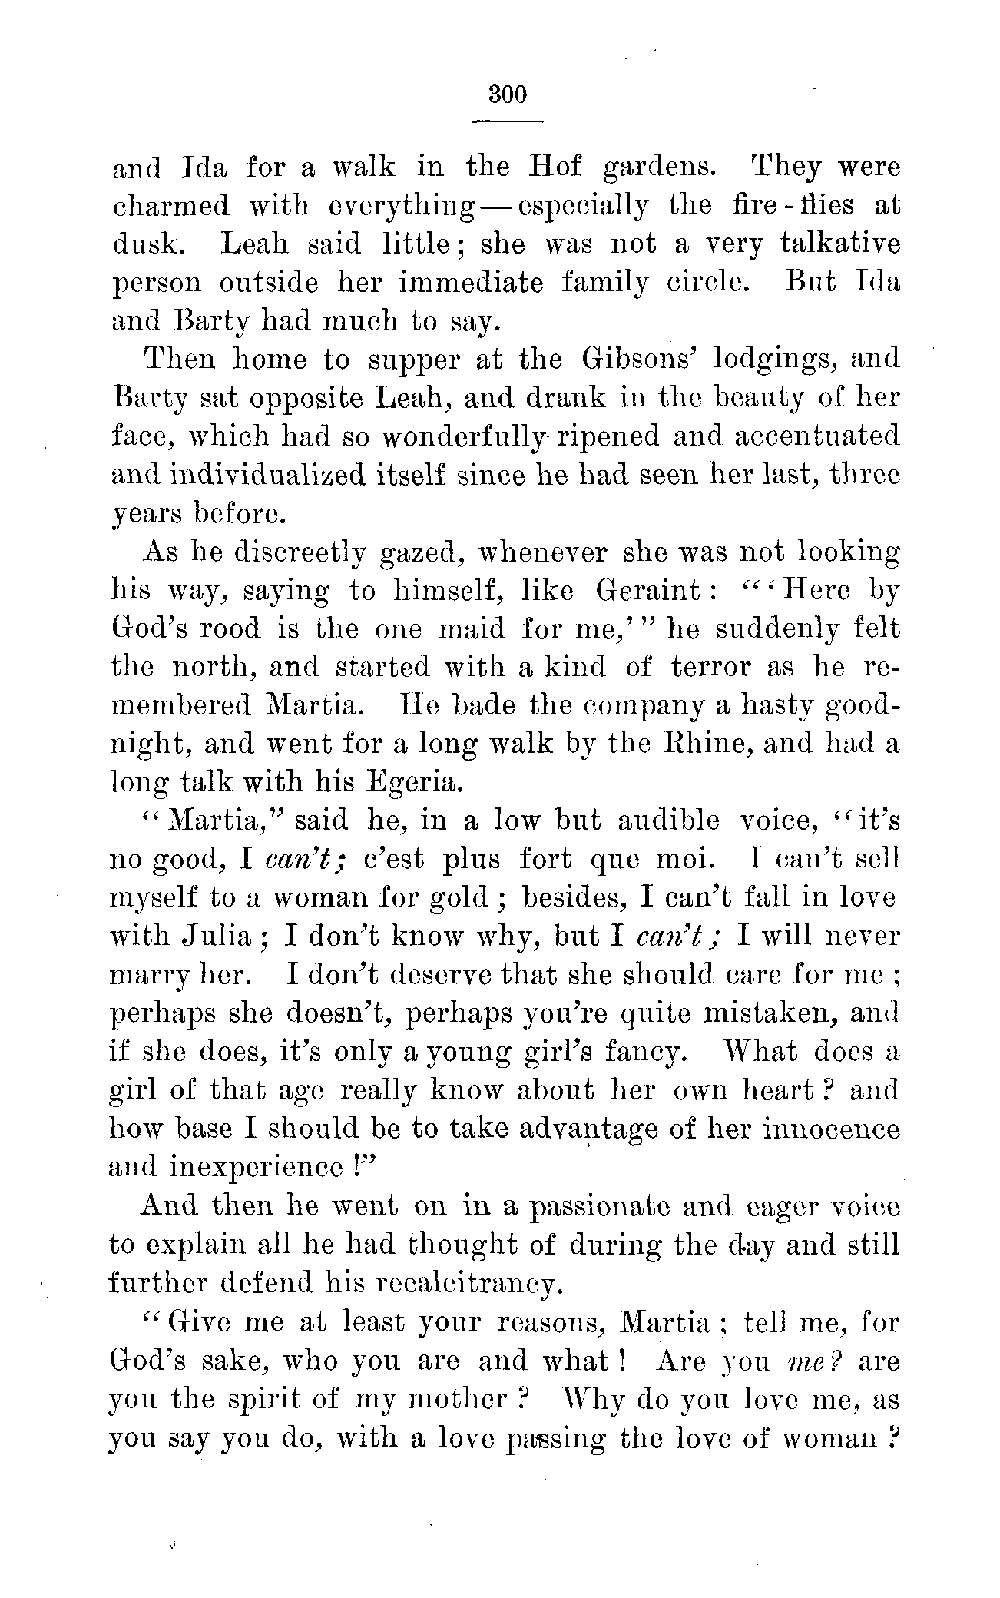 300
and Ida for a walk in the Hof gardens. They were
charmed with everything—especially the fire-flies at
dusk. Leah said little; she was not a very talkative
person outside her immediate family circle. But Ida
and Barty had much to say.
Then home to supper at the Gibsons' lodgings, and
Barty sat opposite Leah, and drank in the beauty of her
face, which had so wonderfully ripened and accentuated
and individualized itself since he had seen her last, three
years before.
As he discreetly gazed, whenever she was not looking
his way, saying to himself, like Geraint: "'Here by
God's rood is the one maid for me,'" he suddenly felt
the north, and started with a kind of terror as he re-
membered Martia. He bade the company a hasty good-
night, and went for a long walk by the Rhine, and had a
long talk with his Egeria.
"Martia," said he, in a low but audible voice, "it's
no good, I can't; c'est plus fort que moi. I can't sell
myself to a woman for gold; besides, I can't fall in love
with Julia; I don't know why, but I can't; I will never
marry her. I don't deserve that she should care for me;
perhaps she doesn't, perhaps you're quite mistaken, and
if she does, it's only a young girl's fancy. What does a
girl of that age really know about her own heart? and
how base I should be to take advantage of her innocence
and inexperience!"
And then he went on in a passionate and eager voice
to explain all he had thought of during the day and still
further defend his recalcitrancy.
"Give me at least your reasons, Martia; tell me, for
God's sake, who you are and what! Are you me? are
you the spirit of my mother? Why do you love me, as
you say you do, with a love passing the love of woman?